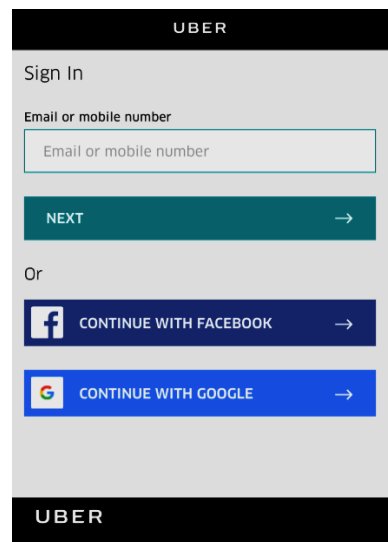 UBER
Sign In
Email or mobile number
Email or mobile number
NEXT
Or
CONTINUE WITH FACEBOOK
CONTINUE WITH GOOGLE
UBER